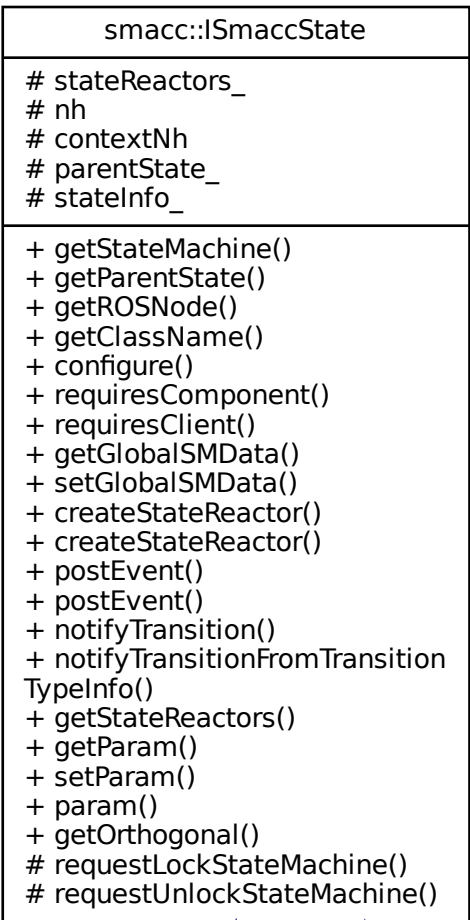 smacc::ISmaccState
# stateReactors_
# nh
# contextNh
# parentState_
# stateInfo_
+ getStateMachine()
+ getParentState()
+ getROSNode()
+ getClassName()
+ configure()
+ requiresComponent()
+ requiresClient()
+ getGlobalSMData()
+ setGlobalSMData()
+ createStateReactor()
+ createStateReactor()
+ postEvent()
+ postEvent()
+ notifyTransition()
+ notifyTransitionFromTransition
TypeInfo()
+ getStateReactors()
+ getParam()
+ setParam()
+ param()
+ getOrthogonal()
# requestLockStateMachine()
# requestUnlockStateMachine()